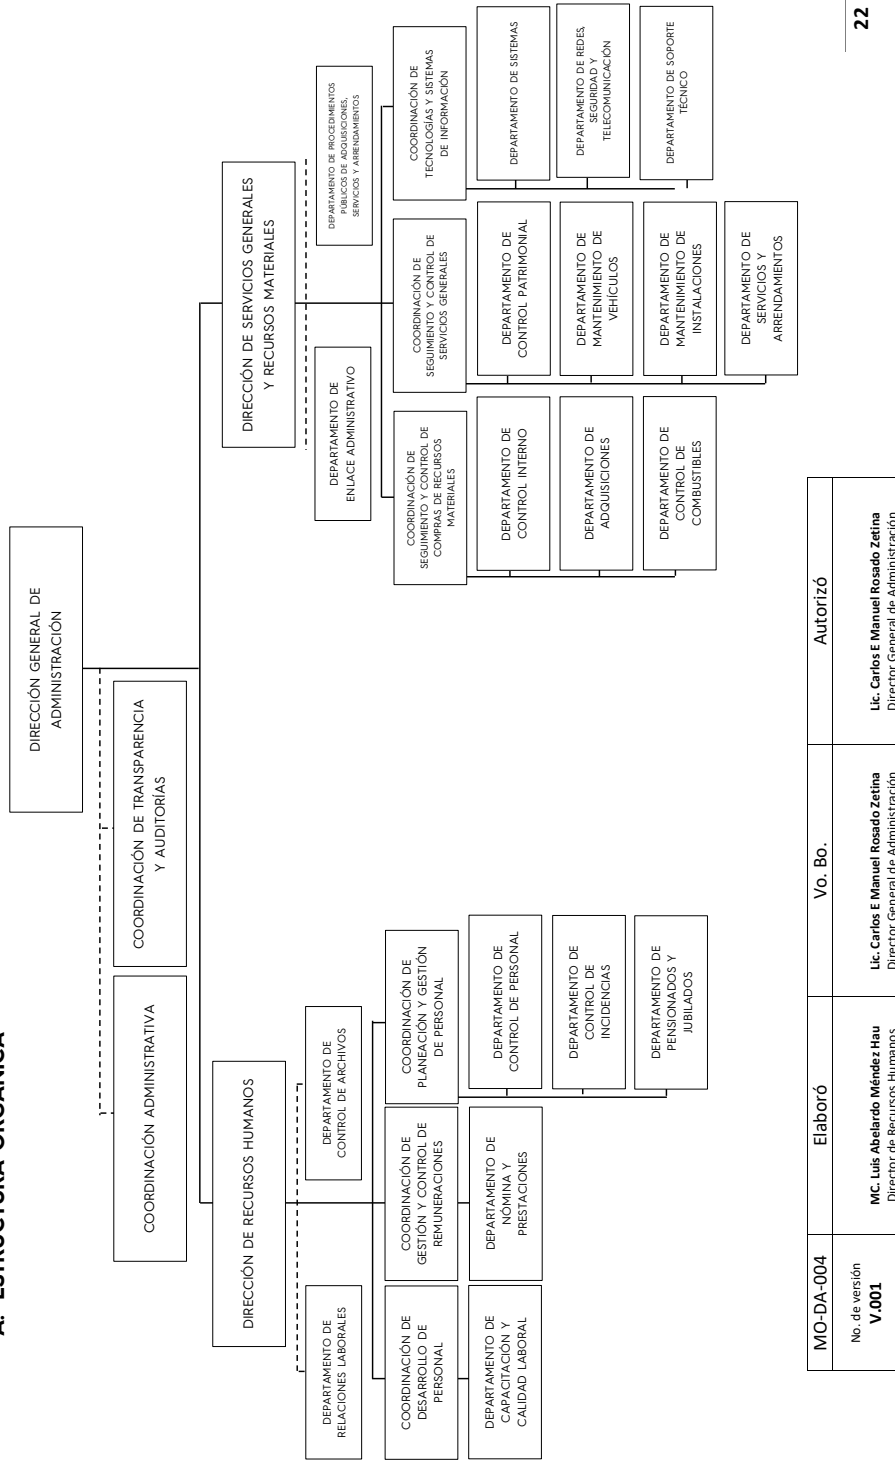 A. ESTRUCTURA ORGÁNICA
DIRECCIÓN GENERAL DE
ADMINISTRACIÓN
COORDINACIÓN ADMINISTRATIVA
COORDINACIÓN DE TRANSPARENCIA
Y AUDITORÍAS
DIRECCIÓN DE RECURSOS HUMANOS
DEPARTAMENTO DE
RELACIONES LABORALES
DEPARTAMENTO DE
CONTROL DE ARCHIVOS
COORDINACIÓN DE
DESARROLLO DE
PERSONAL
DEPARTAMENTO DE
CAPACITACIÓN Y
CALIDAD LABORAL
COORDINACIÓN DE
GESTIÓN Y CONTROL DE
REMUNERACIONES
DEPARTAMENTO DE
NÓMINA Y
PRESTACIONES
COORDINACIÓN DE
PLANEACIÓN Y GESTIÓN
DE PERSONAL
DEPARTAMENTO DE
CONTROL DE PERSONAL
DEPARTAMENTO DE
CONTROL DE
INCIDENCIAS
DEPARTAMENTO DE
PENSIONADOS Y
JUBILADOS
DIRECCIÓN DE SERVICIOS GENERALES
Y RECURSOS MATERIALES
DEPARTAMENTO DE
ENLACE ADMINISTRATIVO
DEPARTAMENTO DE PROCEDIMIENTOS
PÚBLICOS DE ADQUISICIONES,
SERVICIOS Y ARRENDAMIENTOS
COORDINACIÓN DE
SEGUIMIENTO Y CONTROL DE
COMPRAS DE RECURSOS
MATERIALES
DEPARTAMENTO DE
CONTROL INTERNO
DEPARTAMENTO DE
ADQUISICIONES
DEPARTAMENTO DE
CONTROL DE
COMBUSTIBLES
COORDINACIÓN DE
SEGUIMIENTO Y CONTROL DE
SERVICIOS GENERALES
DEPARTAMENTO DE
CONTROL PATRIMONIAL
DEPARTAMENTO DE
MANTENIMIENTO DE
VEHÍCULOS
DEPARTAMENTO DE
MANTENIMIENTO DE
INSTALACIONES
DEPARTAMENTO DE
SERVICIOS Y
ARRENDAMIENTOS
COORDINACIÓN DE
TECNOLOGÍAS Y SISTEMAS
DE INFORMACIÓN
DEPARTAMENTO DE SISTEMAS
DEPARTAMENTO DE REDES,
SEGURIDAD Y
TELECOMUNICACIÓN
DEPARTAMENTO DE SOPORTE
TÉCNICO
MO-DA-004
Elaboró
Vo. Bo.
Autorizó
No. de versión
V.001
MC. Luis Abelardo Méndez Hau
Director de Recursos Humanos
Lic. Carlos E Manuel Rosado Zetina
Director General de Administración
Lic. Carlos E Manuel Rosado Zetina
Director General de Administración
22